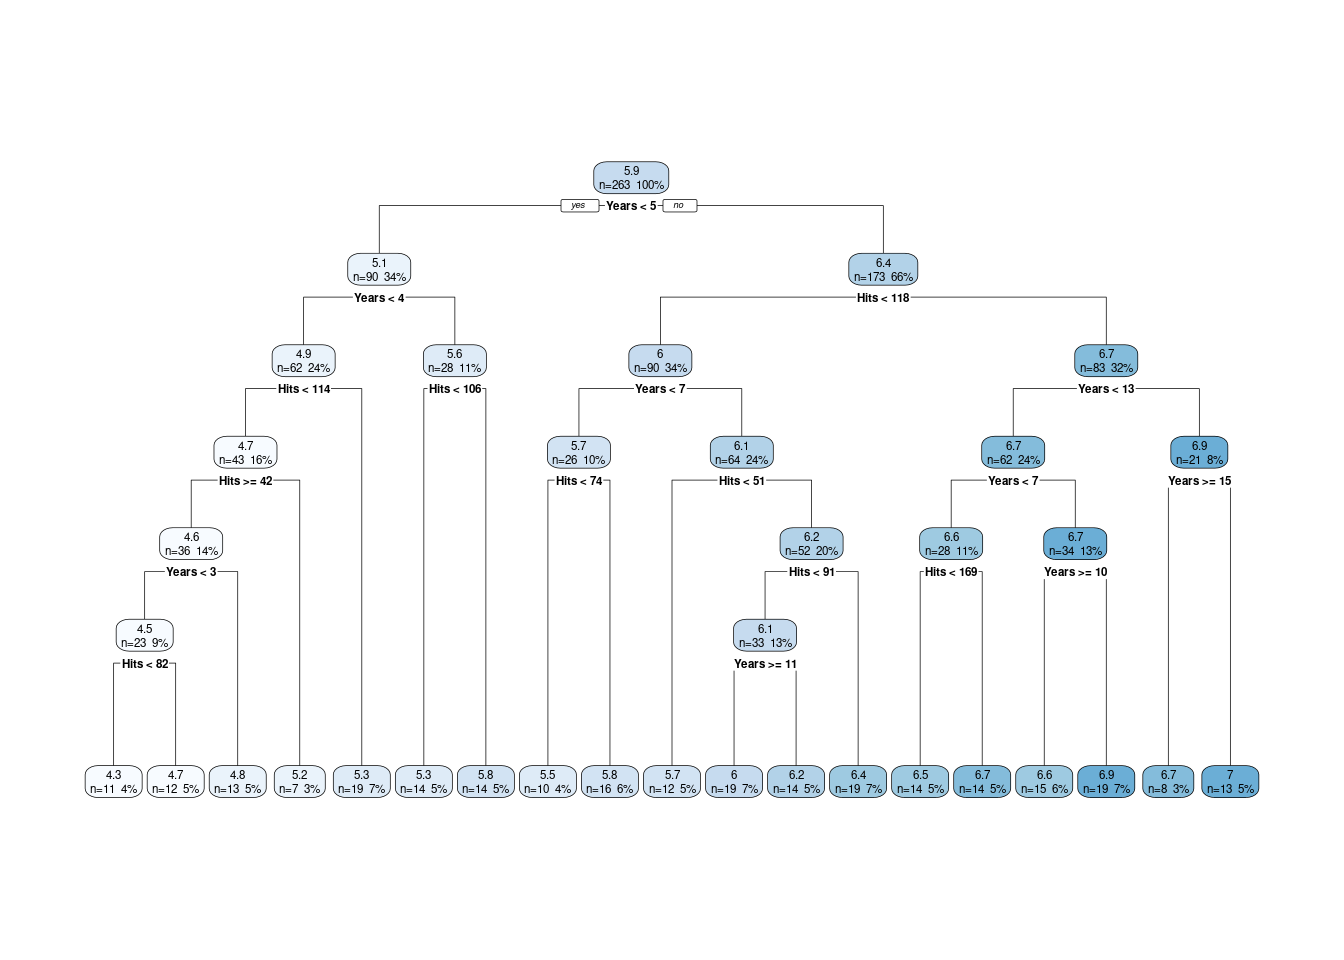 5.9
n=263 100%
yes Years < 5 no
5.1
n=90 34%
6.4
n=173 66%
Years < 4
Hits < 118
4.9
n=62 24%
5.6
n=28 11%
6
n=90 34%
6.7
n=83 32%
Hits < 114
Hits < 106
Years < 7
Years < 13
4.7
n=43 16%
5.7
n=26 10%
6.1
n=64 24%
6.7
n=62 24%
6.9
n=21 8%
Hits >= 42
Hits < 74
Hits < 51
Years < 7
Years >= 15
4.6
n=36 14%
6.2
n=52 20%
6.6
n=28 11%
6.7
n=34 13%
Years < 3
Hits < 91
Hits < 169
Years >= 10
4.5
n=23 9%
6.1
n=33 13%
Hits < 82
Years >= 11
4.3
n=11 4%
4.7
n=12 5%
4.8
n=13 5%
5.2
n=7 3%
5.3
n=19 7%
5.3
n=14 5%
5.8
n=14 5%
5.5
n=10 4%
5.8
n=16 6%
5.7
n=12 5%
6
n=19 7%
6.2
n=14 5%
6.4
n=19 7%
6.5
n=14 5%
6.7
n=14 5%
6.6
n=15 6%
6.9
n=19 7%
6.7
n=8 3%
7
n=13 5%